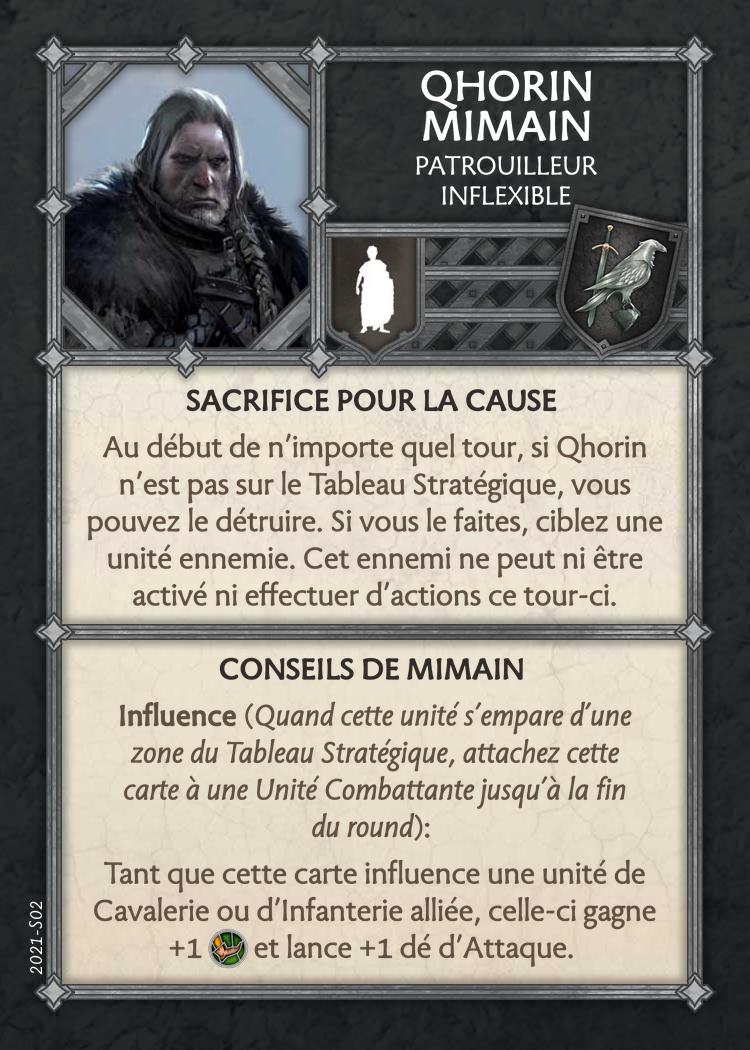 QHORIN
MIMAIN
PATROUILLEUR
INFLEXIBLE
SACRIFICE POUR LA CAUSE
Au début de n’importe quel tour, si Qhorin
n’est pas sur le Tableau Stratégique, vous
pouvez le détruire. Si vous le faites, ciblez une
unité ennemie. Cet ennemi ne peut ni être
activé ni effectuer d’actions ce tour-ci.
CONSEILS DE MIMAIN
Influence (Quand cette unité s’empare d’une
zone du Tableau Stratégique, attachez cette
carte à une Unité Combattante jusqu’à la fin
du round):
Tant que cette carte influence une unité de
Cavalerie ou d’Infanterie alliée, celle-ci gagne
+1 et lance +1 dé d’Attaque.
2021-S02